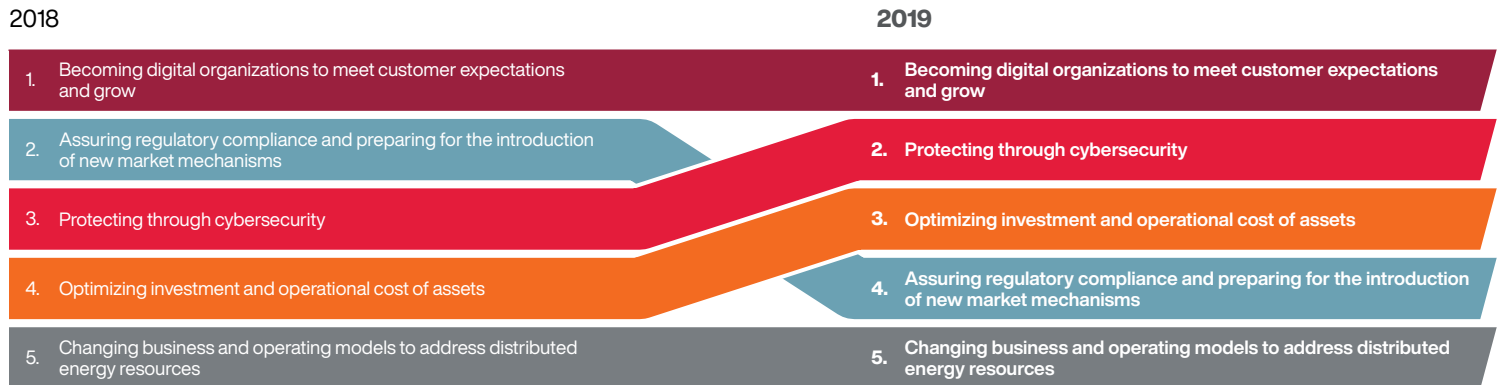 2018
1. Becoming digital organizations to meet customer expectations
and grow
2. Assuring regulatory compliance and preparing for the introduction
of new market mechanisms
3. Protecting through cybersecurity
4. Optimizing investment and operational cost of assets
5. Changing business and operating models to address distributed
energy resources
2019
1. Becoming digital organizations to meet customer expectations
and grow
2. Protecting through cybersecurity
3. Optimizing investment and operational cost of assets
4. Assuring regulatory compliance and preparing for the introduction
of new market mechanisms
5. Changing business and operating models to address distributed
energy resources